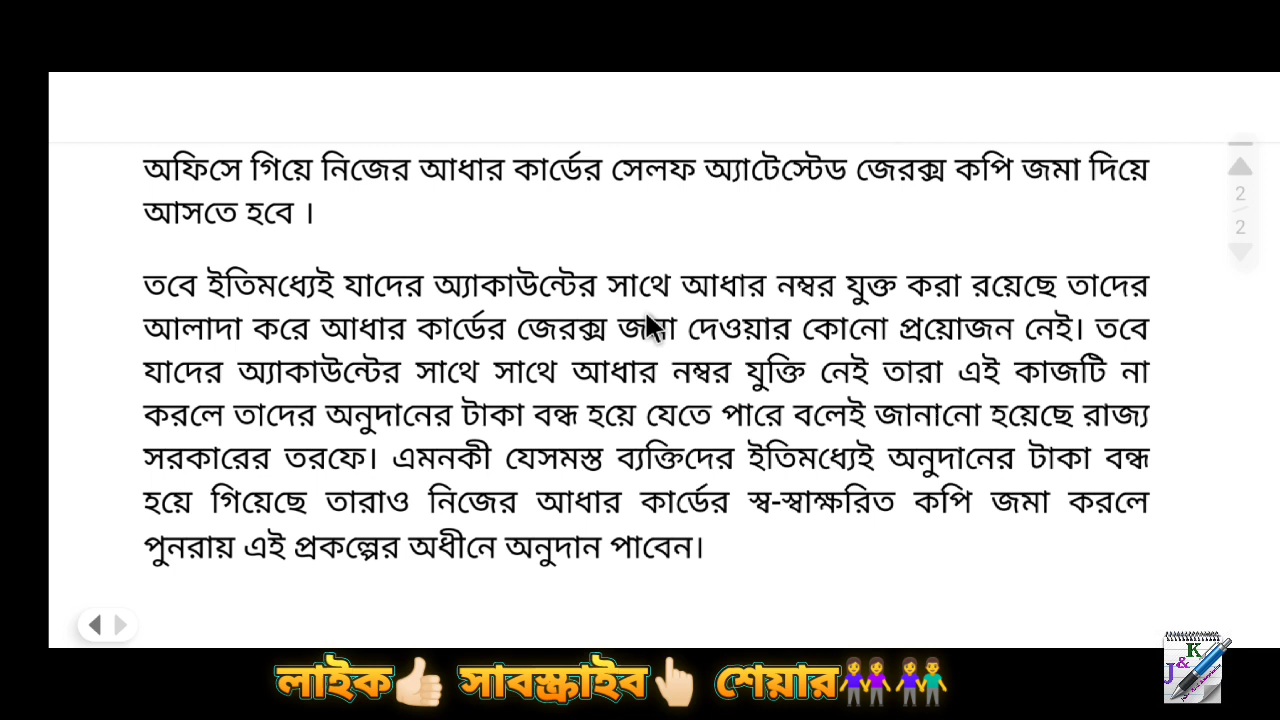 অফিসে গিয়ে নিজের আধার কার্ডের সেলফ অ্যাটেস্টেড জেরক্স কপি জমা দিয়ে
আসতে হবে ।
তবে ইতিমধ্যেই যাদের অ্যাকাউন্টের সাথে আধার নম্বর যুক্ত করা রয়েছে তাদের
আলাদা করে আধার কার্ডের জেরক্স জমা দেওয়ার কোনো প্রয়োজন নেই। তবে
যাদের অ্যাকাউন্টের সাথে সাথে আধার নম্বর যুক্তি নেই তারা এই কাজটি না
করলে তাদের অনুদানের টাকা বন্ধ হয়ে যেতে পারে বলেই জানানো হয়েছে রাজ্য
সরকারের তরফে। এমনকী যেসমস্ত ব্যক্তিদের ইতিমধ্যেই অনুদানের টাকা বন্ধ
হয়ে গিয়েছে তারাও নিজের আধার কার্ডের স্ব-স্বাক্ষরিত কপি জমা করলে
পুনরায় এই প্রকল্পের অধীনে অনুদান পাবেন।
2
2
লাইক সাবস্ক্রাইব শেয়ার
J&K